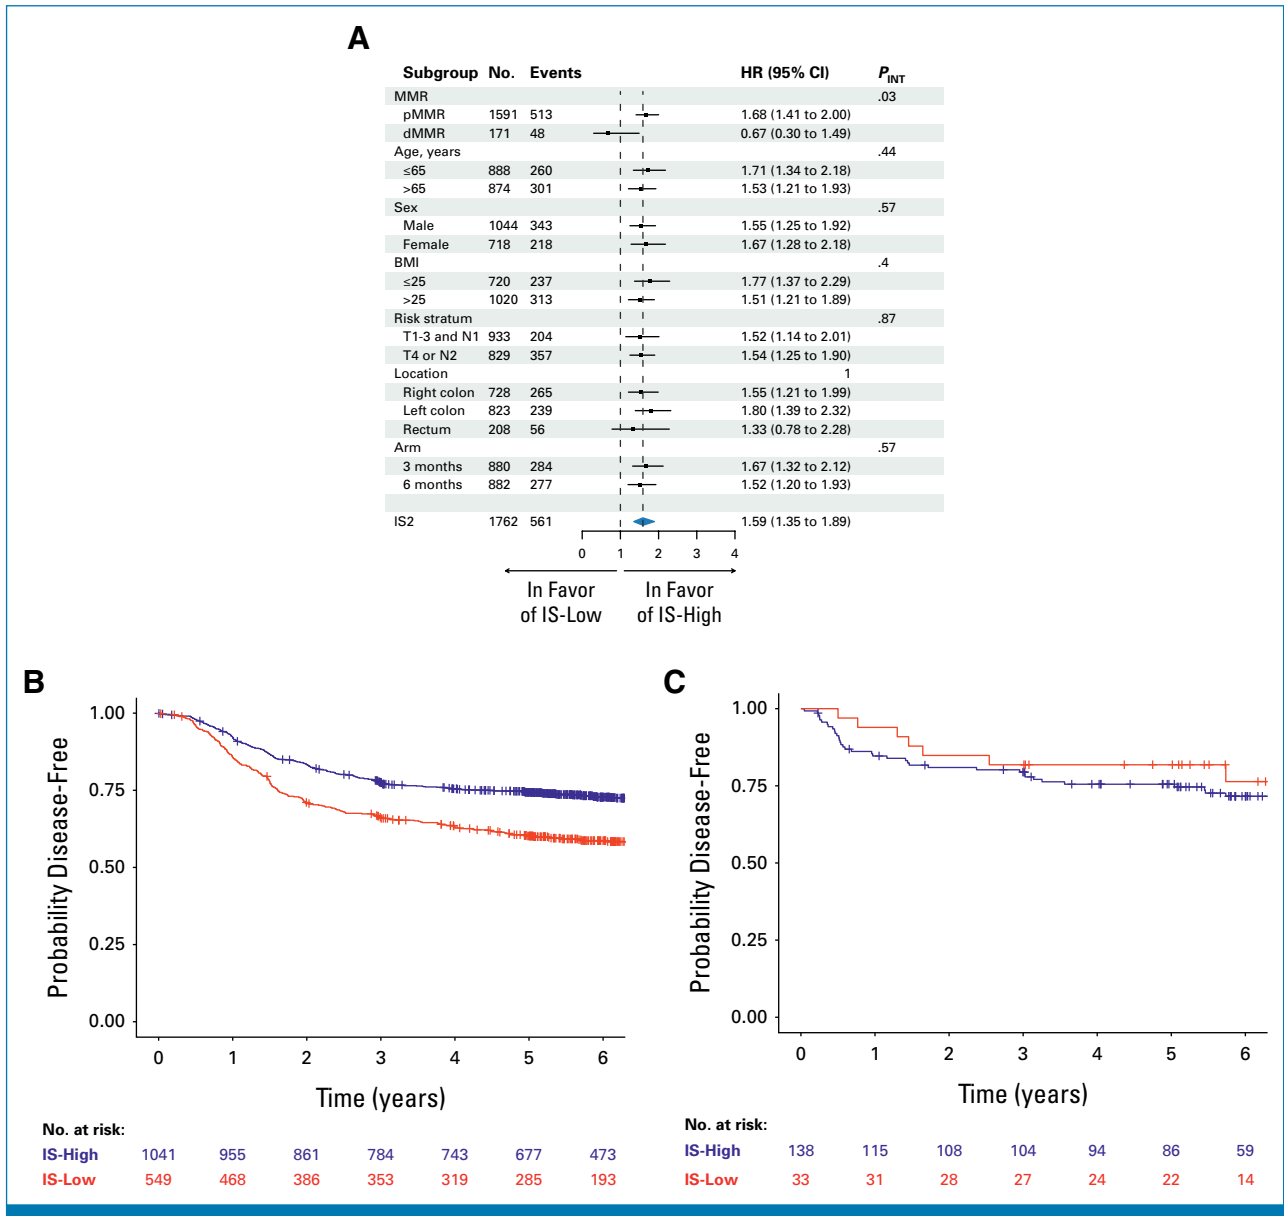 A
Subgroup No. Events HR (95% CI) PINT
MMR .03
pMMR 1591 513 1.68 (1.41 to 2.00)
dMMR 171 48 0.67 (0.30 to 1.49)
Age, years .44
≤65 888 260 1.71 (1.34 to 2.18)
>65 874 301 1.53 (1.21 to 1.93)
Sex .57
Male 1044 343 1.55 (1.25 to 1.92)
Female 718 218 1.67 (1.28 to 2.18)
BMI .4
≤25 720 237 1.77 (1.37 to 2.29)
>25 1020 313 1.51 (1.21 to 1.89)
Risk stratum .87
T1-3 and N1 933 204 1.52 (1.14 to 2.01)
T4 or N2 829 357 1.54 (1.25 to 1.90)
Location 1
Right colon 728 265 1.55 (1.21 to 1.99)
Left colon 823 239 1.80 (1.39 to 2.32)
Rectum 208 56 1.33 (0.78 to 2.28)
Arm .57
3 months 880 284 1.67 (1.32 to 2.12)
6 months 882 277 1.52 (1.20 to 1.93)
IS2 1762 561 1.59 (1.35 to 1.89)
0 1 2 3 4
In Favor of IS-Low
In Favor of IS-High
B
Probability Disease-Free
1.00
0.75
0.50
0.25
0.00
0 1 2 3 4 5 6
Time (years)
No. at risk:
IS-High 1041 955 861 784 743 677 473
IS-Low 549 468 386 353 319 285 193
C
Probability Disease-Free
1.00
0.75
0.50
0.25
0.00
0 1 2 3 4 5 6
Time (years)
No. at risk:
IS-High 138 115 108 104 94 86 59
IS-Low 33 31 28 27 24 22 14